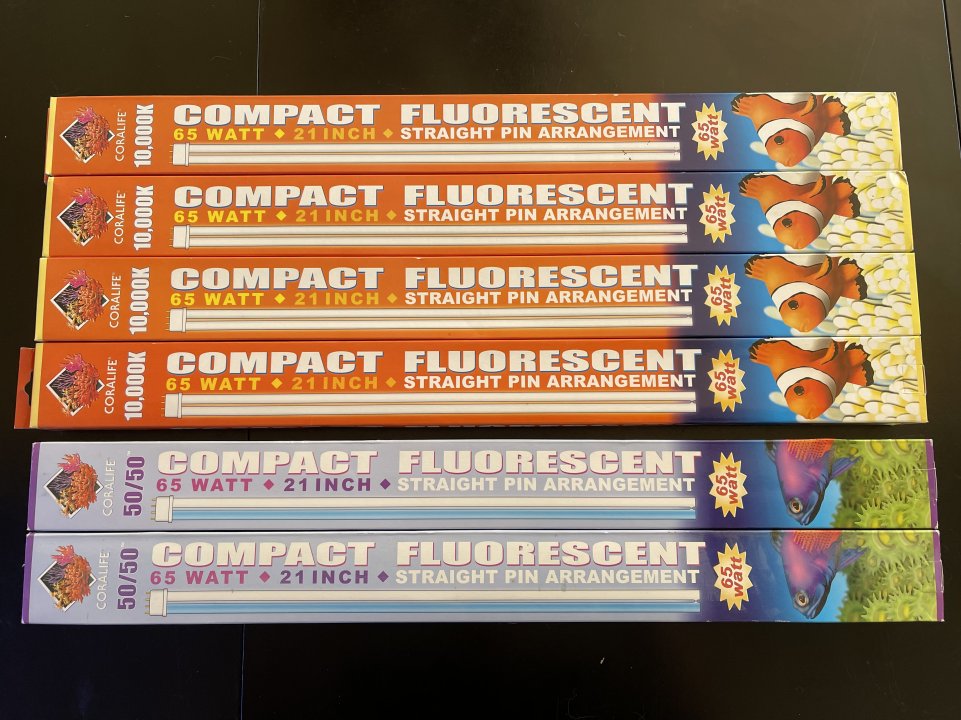 CORALIFE
10,000K
COMPACT FLUORESCENT
65 WATT ◆ 21 INCH ◆ STRAIGHT PIN ARRANGEMENT
65 watt
CORALIFE
10,000K
COMPACT FLUORESCENT
65 WATT ◆ 21 INCH ◆ STRAIGHT PIN ARRANGEMENT
65 watt
CORALIFE
10,000K
COMPACT FLUORESCENT
65 WATT ◆ 21 INCH ◆ STRAIGHT PIN ARRANGEMENT
65 watt
CORALIFE
10,000K
COMPACT FLUORESCENT
65 WATT ◆ 21 INCH ◆ STRAIGHT PIN ARRANGEMENT
65 watt
CORALIFE
50/50™
COMPACT FLUORESCENT
65 WATT ◆ 21 INCH ◆ STRAIGHT PIN ARRANGEMENT
65 watt
CORALIFE
50/50™
COMPACT FLUORESCENT
65 WATT ◆ 21 INCH ◆ STRAIGHT PIN ARRANGEMENT
65 watt